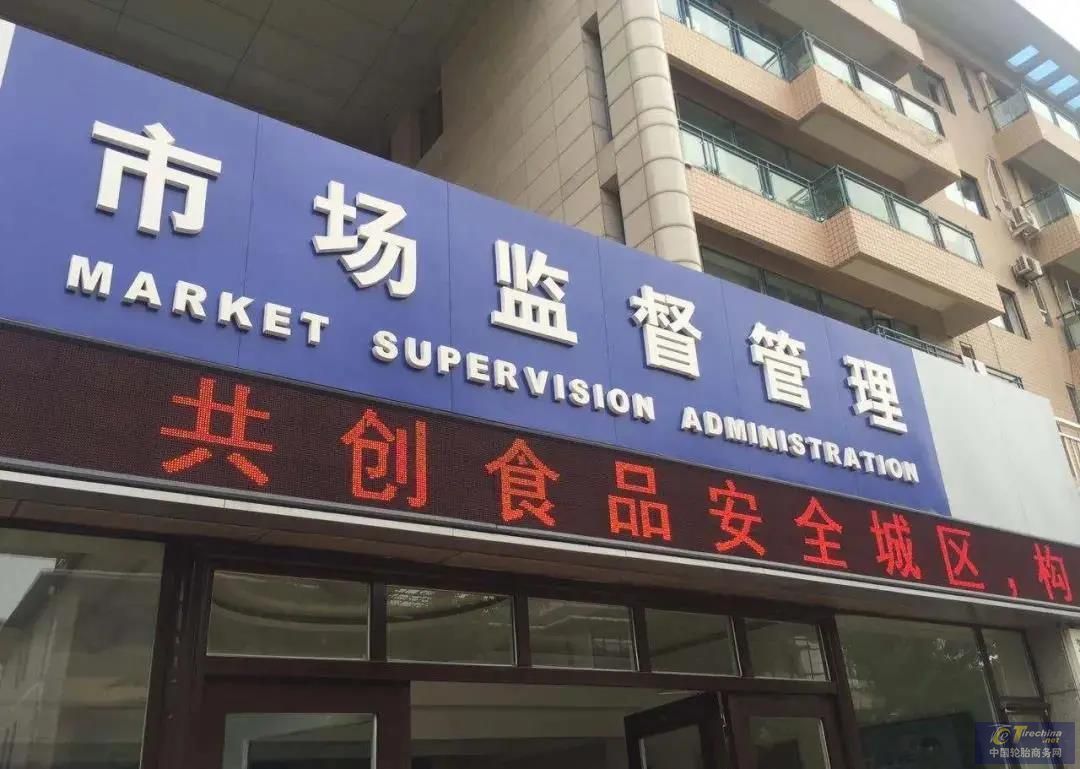 市场监督管理
MARKET SUPERVISION ADMINISTRATION
共创食品安全城区,构
Tirechina.net
中国轮胎商务网